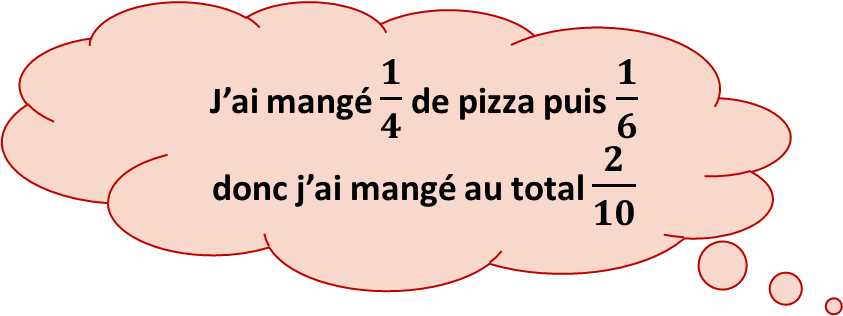 J'ai mangé 1/4 de pizza puis 1/6
donc j'ai mangé au total 2/10